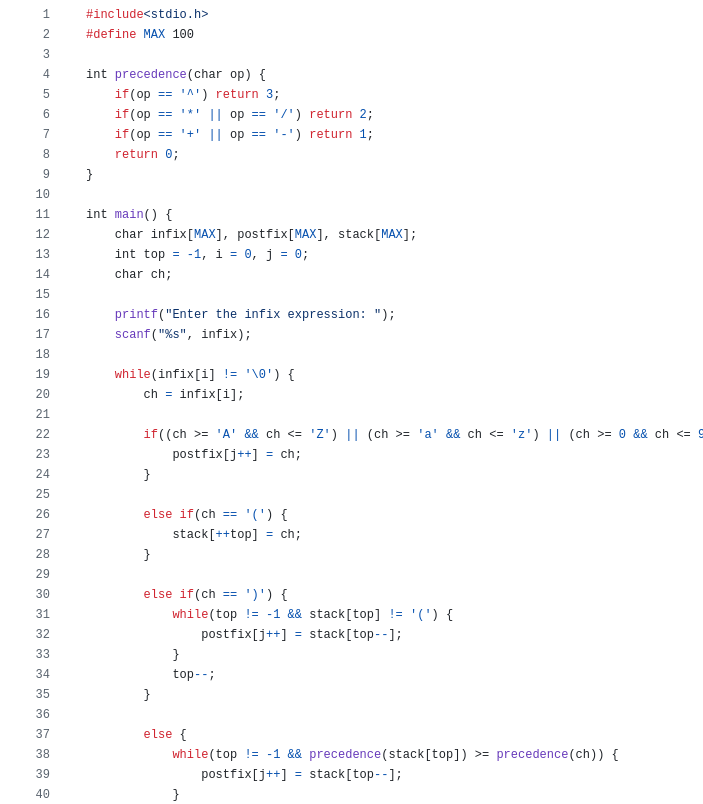 1 #include<stdio.h>
2 #define MAX 100
3
4 int precedence(char op) {
5     if(op == '^') return 3;
6     if(op == '*' || op == '/') return 2;
7     if(op == '+' || op == '-') return 1;
8     return 0;
9 }
10
11 int main() {
12     char infix[MAX], postfix[MAX], stack[MAX];
13     int top = -1, i = 0, j = 0;
14     char ch;
15
16     printf("Enter the infix expression: ");
17     scanf("%s", infix);
18
19     while(infix[i] != '\0') {
20         ch = infix[i];
21
22         if((ch >= 'A' && ch <= 'Z') || (ch >= 'a' && ch <= 'z') || (ch >= 0 && ch <= 9
23             postfix[j++] = ch;
24         }
25
26         else if(ch == '(') {
27             stack[++top] = ch;
28         }
29
30         else if(ch == ')') {
31             while(top != -1 && stack[top] != '(') {
32                 postfix[j++] = stack[top--];
33             }
34             top--;
35         }
36
37         else {
38             while(top != -1 && precedence(stack[top]) >= precedence(ch)) {
39                 postfix[j++] = stack[top--];
40             }